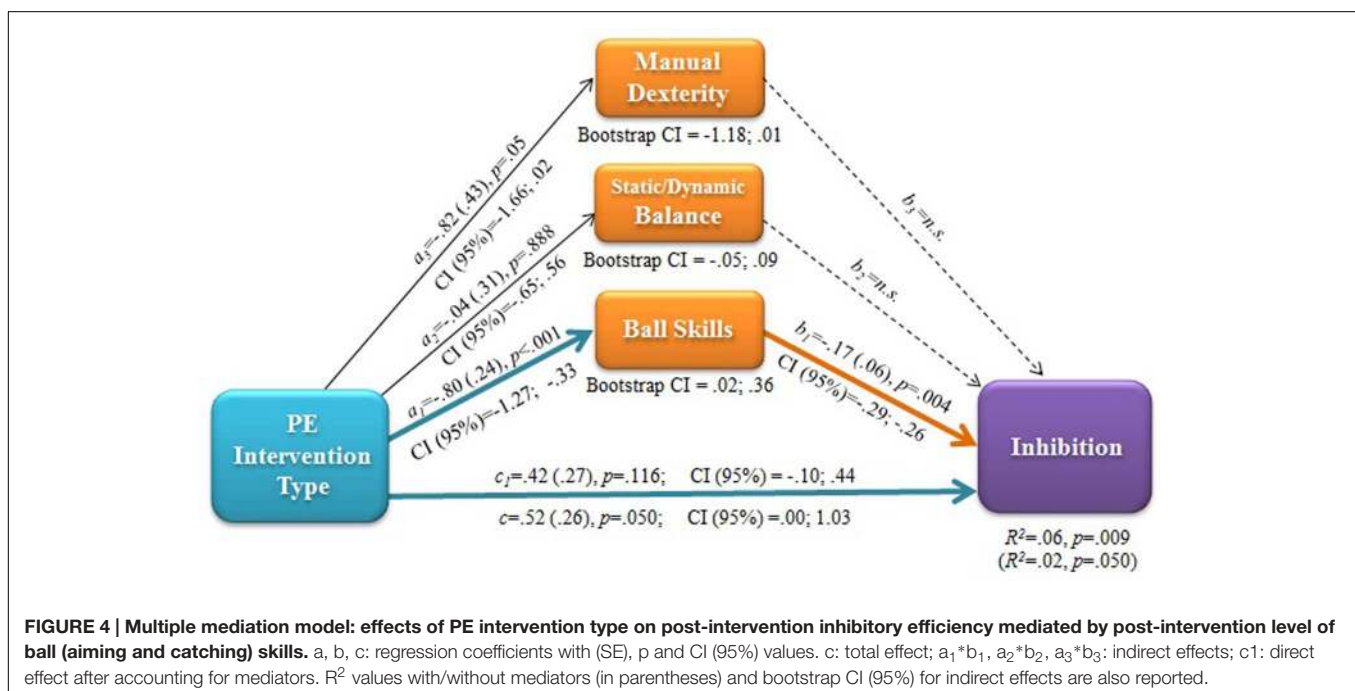 Manual
Dexterity
Bootstrap CI = -1.18; .01
a3=-.82 (.43), p=.05
CI (95%)=-1.66; .02
b3=n.s.
Static/Dynamic
Balance
Bootstrap CI = -.05; .09
a2=-.04 (.31), p=.888
CI (95%)=-.65; .56
b2=n.s.
Ball Skills
Bootstrap CI = .02; .36
a1=-.80 (.24), p<.001
CI (95%)=-1.27; -.33
b1=-.17 (.06), p=.004
CI (95%)=-.29; -.26
PE
Intervention
Type
Inhibition
c1=.42 (.27), p=.116; CI (95%) = -.10; .44
c=.52 (.26), p=.050; CI (95%) =.00; 1.03
R²=.06, p=.009
(R²=.02, p=.050)
FIGURE 4 | Multiple mediation model: effects of PE intervention type on post-intervention inhibitory efficiency mediated by post-intervention level of
ball (aiming and catching) skills. a, b, c: regression coefficients with (SE), p and CI (95%) values. c: total effect; a1*b1, a2*b2, a3*b3: indirect effects; c1: direct
effect after accounting for mediators. R² values with/without mediators (in parentheses) and bootstrap CI (95%) for indirect effects are also reported.